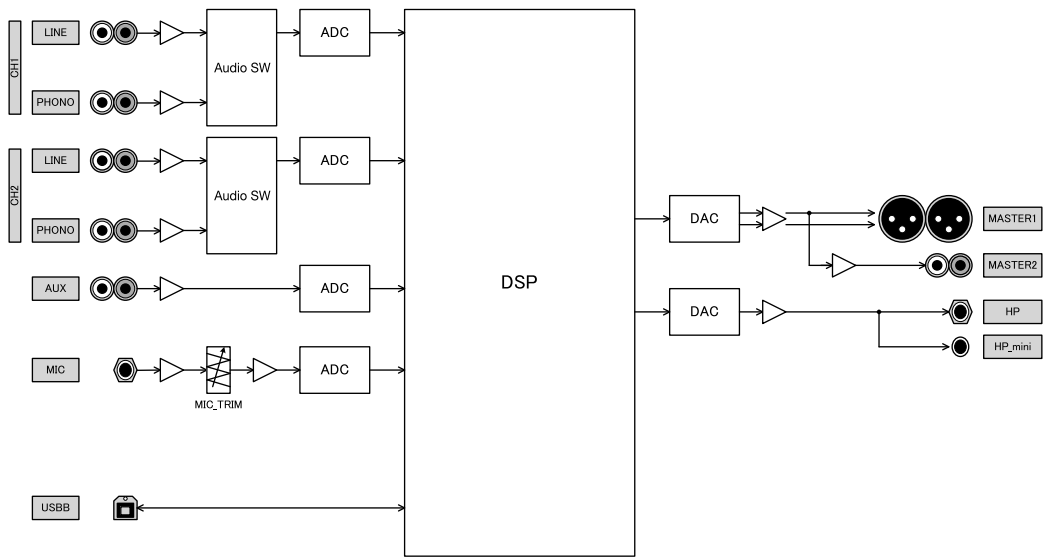 CH1
LINE
ADC
Audio SW
PHONO
CH2
LINE
ADC
Audio SW
PHONO
AUX
ADC
MIC
MIC_TRIM
ADC
USBB
DSP
DAC
MASTER1
MASTER2
DAC
HP
HP_mini